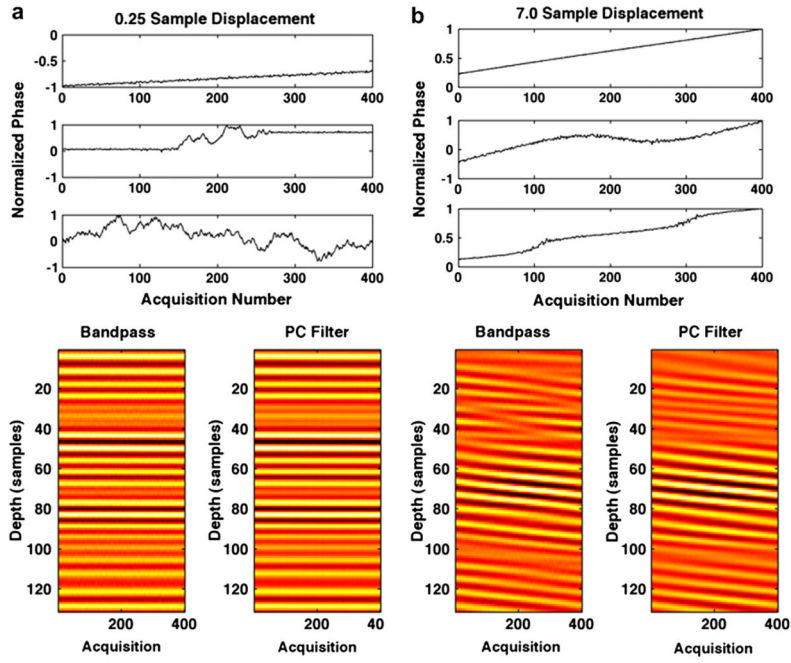 a
0.25 Sample Displacement
0
-0.5
-1
0 100 200 300 400
1
0
-1
0 100 200 300 400
1
0
-1
0 100 200 300 400
Normalized Phase
Acquisition Number
b
7.0 Sample Displacement
1
0.5
0
0 100 200 300 400
1
0
-1
0 100 200 300 400
1
0.5
0
0 100 200 300 400
Normalized Phase
Acquisition Number
Bandpass
20
40
60
80
100
120
Depth (samples)
200 400
Acquisition
PC Filter
20
40
60
80
100
120
Depth (samples)
200 40
Acquisition
Bandpass
20
40
60
80
100
120
Depth (samples)
200 400
Acquisition
PC Filter
20
40
60
80
100
120
Depth (samples)
200 400
Acquisition